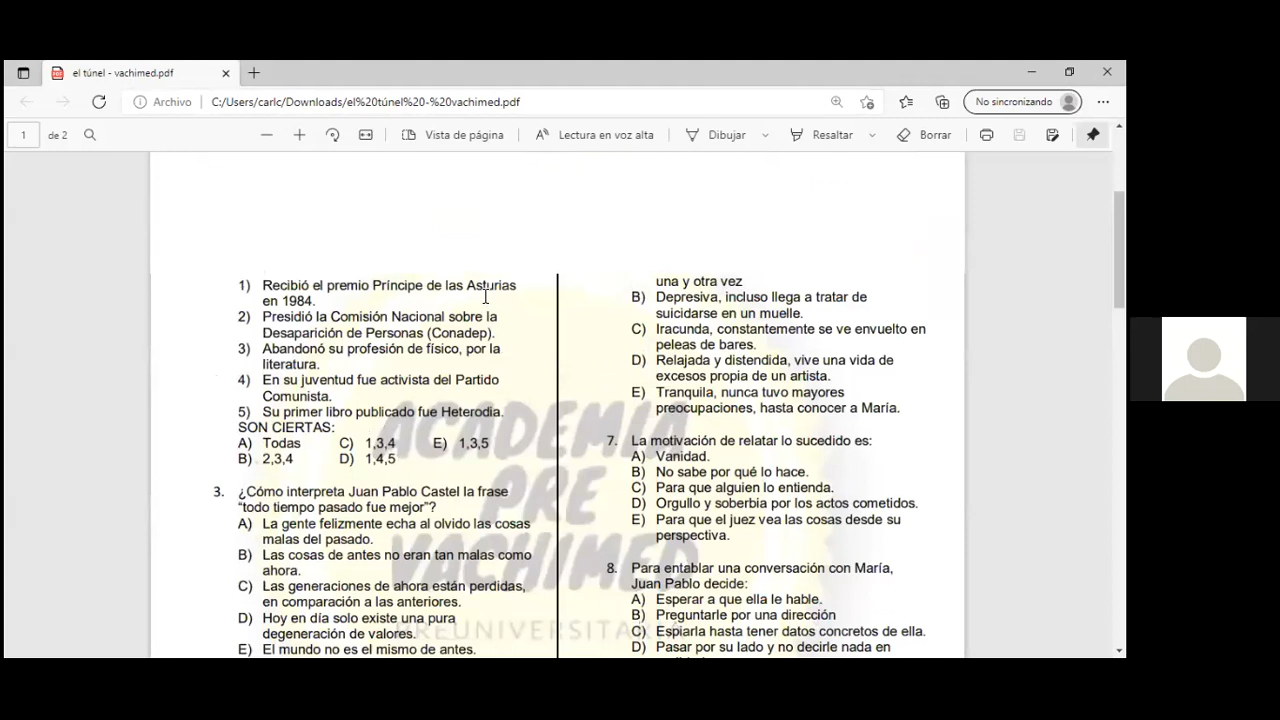 el túnel - vachimed.pdf
Archivo
C:/Users/carlc/Downloads/el%20túnel%20-%20vachimed.pdf
No sincronizando
1
de 2
Vista de página
Lectura en voz alta
Dibujar
Resaltar
Borrar
1) Recibió el premio Príncipe de las Asturias
en 1984.
2) Presidió la Comisión Nacional sobre la
Desaparición de Personas (Conadep).
3) Abandonó su profesión de físico, por la
literatura.
4) En su juventud fue activista del Partido
Comunista.
5) Su primer libro publicado fue Heterodia.
SON CIERTAS:
A) Todas C) 1,3,4 E) 1,3,5
B) 2,3,4 D) 1,4,5
3. ¿Cómo interpreta Juan Pablo Castel la frase
“todo tiempo pasado fue mejor”?
A) La gente felizmente echa al olvido las cosas
malas del pasado.
B) Las cosas de antes no eran tan malas como
ahora.
C) Las generaciones de ahora están perdidas,
en comparación a las anteriores.
D) Hoy en día solo existe una pura
degeneración de valores.
E) El mundo no es el mismo de antes.
una y otra vez
B) Depresiva, incluso llega a tratar de
suicidarse en un muelle.
C) Iracunda, constantemente se ve envuelto en
peleas de bares.
D) Relajada y distendida, vive una vida de
excesos propia de un artista.
E) Tranquila, nunca tuvo mayores
preocupaciones, hasta conocer a María.
7. La motivación de relatar lo sucedido es:
A) Vanidad.
B) No sabe por qué lo hace.
C) Para que alguien lo entienda.
D) Orgullo y soberbia por los actos cometidos.
E) Para que el juez vea las cosas desde su
perspectiva.
8. Para entablar una conversación con María,
Juan Pablo decide:
A) Esperar a que ella le hable.
B) Preguntarle por una dirección
C) Espiarla hasta tener datos concretos de ella.
D) Pasar por su lado y no decirle nada en
ACADEMIA
PRE
VACHIMED
PREUNIVERSITARIA